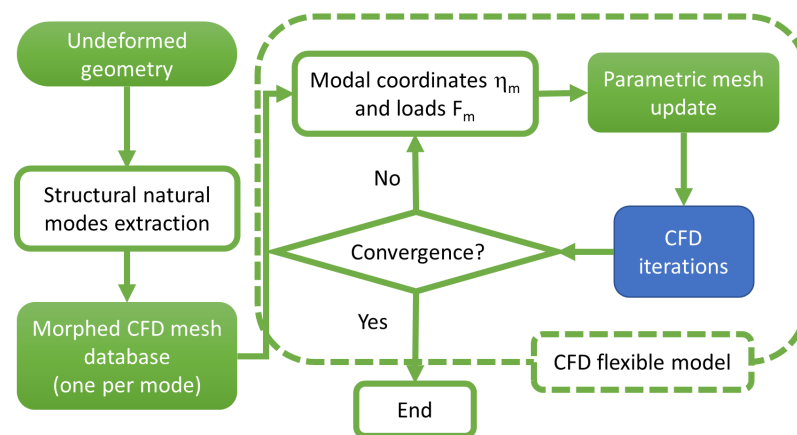 Undeformed
geometry
Structural natural
modes extraction
Morphed CFD mesh
database
(one per mode)
Modal coordinates ηm
and loads Fm
Parametric mesh
update
CFD
iterations
Convergence?
No
Yes
End
CFD flexible model